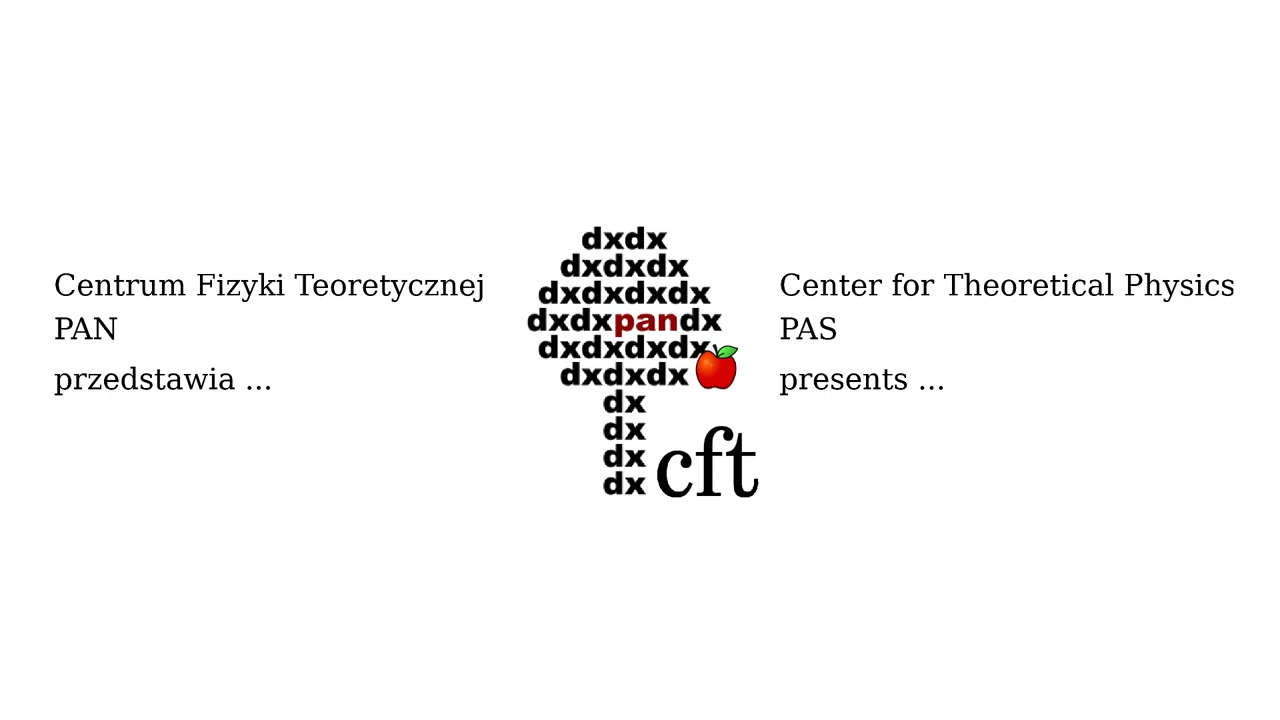 Centrum Fizyki Teoretycznej
PAN
przedstawia ...
dxdx
dxdxdx
dxdxdxdx
dxdxpandx
dxdxdxdx
dxdxdx
dx
dx
dx
dx
cft
Center for Theoretical Physics
PAS
presents ...